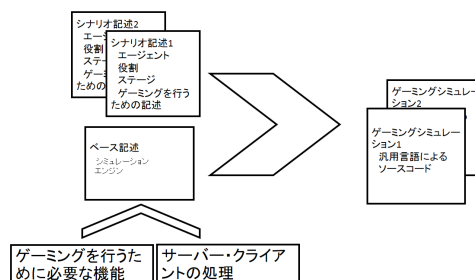 シナリオ記述2
エージ
役割
ステー
ゲーミ
ための
シナリオ記述1
エージェント
役割
ステージ
ゲーミングを行う
ための記述
ベース記述
シミュレーション
エンジン
ゲーミングを行うた
めに必要な機能
サーバー・クライア
ントの処理
ゲーミングシミュレー
ション2
ゲーミングシミュレー
ション1
汎用言語による
ソースコード